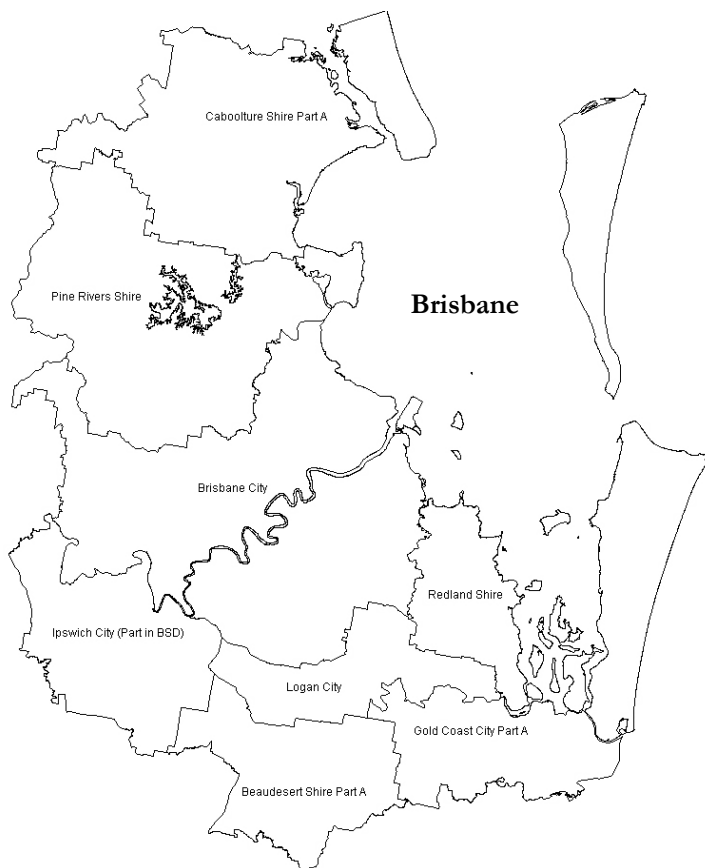 Caboolture Shire Part A
Pine Rivers Shire
Brisbane
Brisbane City
Redland Shire
Ipswich City (Part in BSD)
Logan City
Gold Coast City Part A
Beaudesert Shire Part A